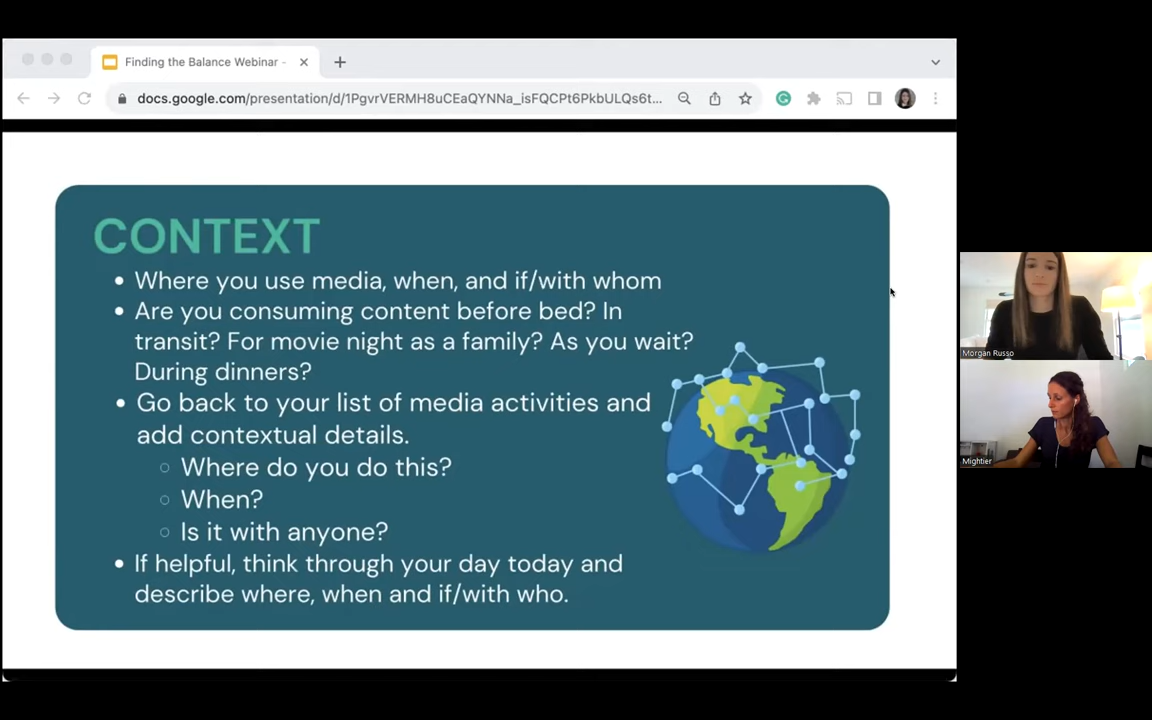 Finding the Balance Webinar -
docs.google.com/presentation/d/1PgvrVERMH8uCEaQYNNa_isFQCPt6PkbULQs6t...
CONTEXT
• Where you use media, when, and if/with whom
• Are you consuming content before bed? In
transit? For movie night as a family? As you wait?
During dinners?
• Go back to your list of media activities and
add contextual details.
○ Where do you do this?
○ When?
○ Is it with anyone?
• If helpful, think through your day today and
describe where, when and if/with who.
Morgan Russo
Mightier